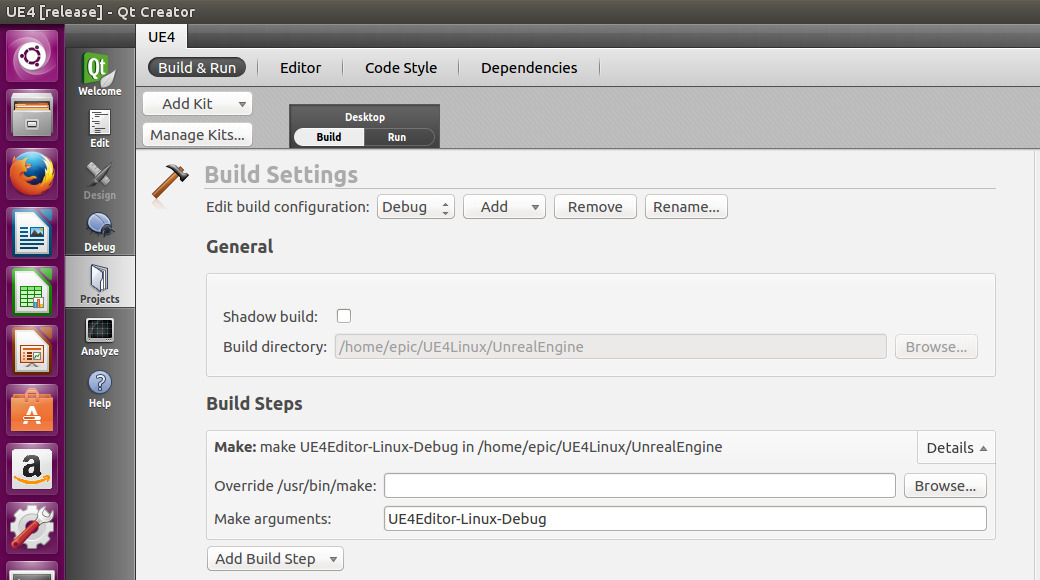 UE4 [release] - Qt Creator
UE4
Build & Run Editor Code Style Dependencies
Qt
Welcome
Edit
Design
Debug
Projects
Analyze
Help
Add Kit
Manage Kits...
Desktop
Build Run
Build Settings
Edit build configuration: Debug Add Remove Rename...
General
Shadow build:
Build directory: /home/epic/UE4Linux/UnrealEngine Browse...
Build Steps
Make: make UE4Editor-Linux-Debug in /home/epic/UE4Linux/UnrealEngine Details
Override /usr/bin/make: Browse...
Make arguments: UE4Editor-Linux-Debug
Add Build Step